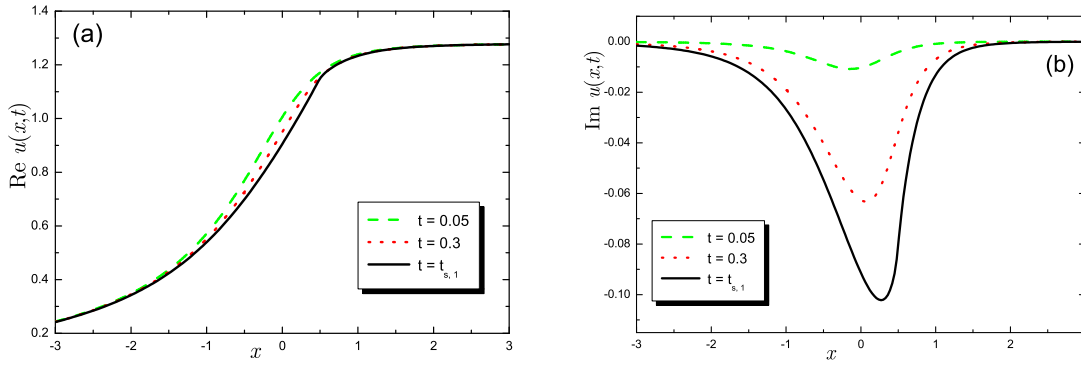 (a)
Re u(x,t)
1.4
1.2
1.0
0.8
0.6
0.4
0.2
-3 -2 -1 0 1 2 3
x
t = 0.05
t = 0.3
t = t_{s, 1}
(b)
Im u(x,t)
0.00
-0.02
-0.04
-0.06
-0.08
-0.10
-3 -2 -1 0 1 2
x
t = 0.05
t = 0.3
t = t_{s, 1}